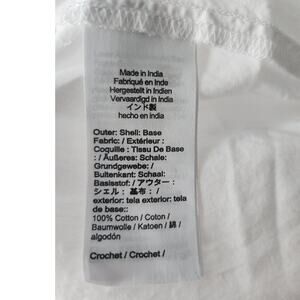 Made in India
Fabriqué en Inde
Hergestellt in Indien
Vervaardigd in India
インド製
hecho en india
Outer: Shell: Base
Fabric: / Extérieur :
Coquille : Tissu De Base
: / Äußeres: Schale:
Grundgewebe: /
Buitenkant: Schaal:
Basisstof: / アウター :
シェル : 基布 : /
exterior: tela exterior: tela
de base::
100% Cotton / Coton /
Baumwolle / Katoen / 綿 /
algodón
Crochet / Crochet /